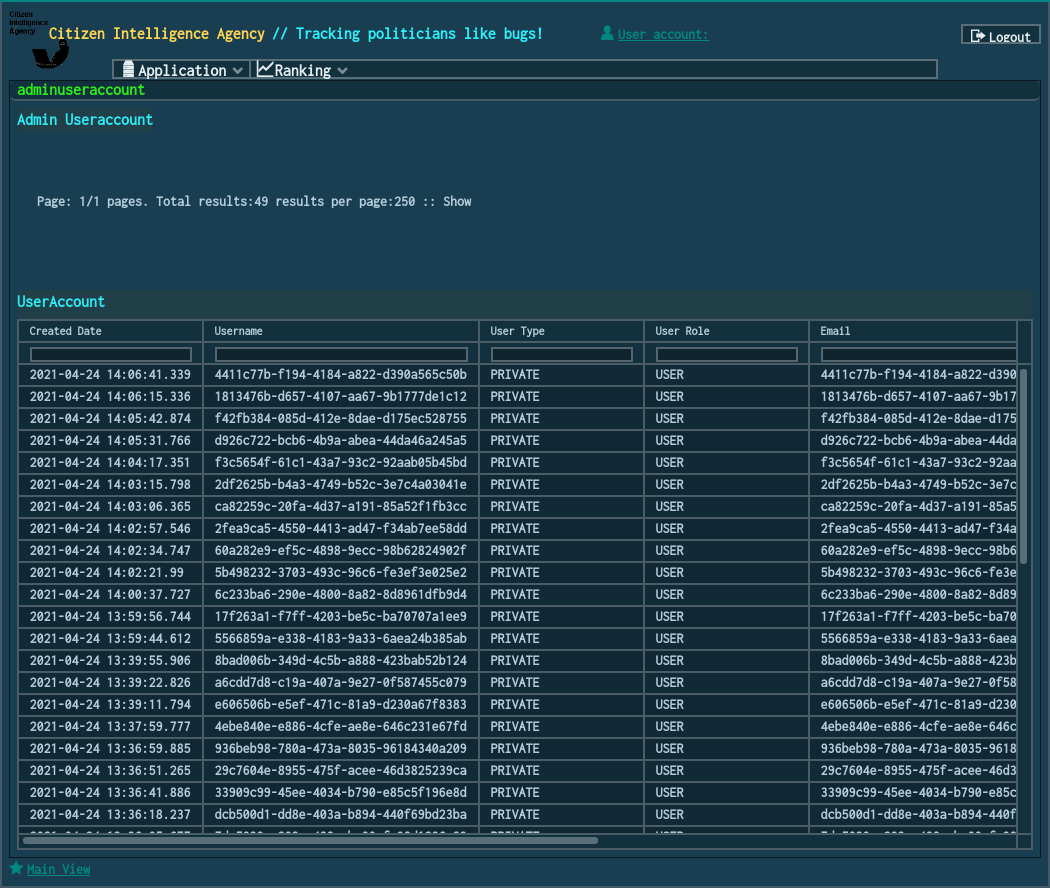 Citizen
Intelligence
Agency
Citizen Intelligence Agency // Tracking politicians like bugs!
User account:
Logout
Application Ranking
adminuseraccount
Admin Useraccount
Page: 1/1 pages. Total results:49 results per page:250 :: Show
UserAccount
Created Date Username User Type User Role Email
2021-04-24 14:06:41.339 4411c77b-f194-4184-a822-d390a565c50b PRIVATE USER 4411c77b-f194-4184-a822-d390
2021-04-24 14:06:15.336 1813476b-d657-4107-aa67-9b1777de1c12 PRIVATE USER 1813476b-d657-4107-aa67-9b17
2021-04-24 14:05:42.874 f42fb384-085d-412e-8dae-d175ec528755 PRIVATE USER f42fb384-085d-412e-8dae-d175
2021-04-24 14:05:31.766 d926c722-bcb6-4b9a-abea-44da46a245a5 PRIVATE USER d926c722-bcb6-4b9a-abea-44da
2021-04-24 14:04:17.351 f3c5654f-61c1-43a7-93c2-92aab05b45bd PRIVATE USER f3c5654f-61c1-43a7-93c2-92aa
2021-04-24 14:03:15.798 2df2625b-b4a3-4749-b52c-3e7c4a03041e PRIVATE USER 2df2625b-b4a3-4749-b52c-3e7c
2021-04-24 14:03:06.365 ca82259c-20fa-4d37-a191-85a52f1fb3cc PRIVATE USER ca82259c-20fa-4d37-a191-85a5
2021-04-24 14:02:57.546 2fea9ca5-4550-4413-ad47-f34ab7ee58dd PRIVATE USER 2fea9ca5-4550-4413-ad47-f34a
2021-04-24 14:02:34.747 60a282e9-ef5c-4898-9ecc-98b62824902f PRIVATE USER 60a282e9-ef5c-4898-9ecc-98b6
2021-04-24 14:02:21.99 5b498232-3703-493c-96c6-fe3ef3e025e2 PRIVATE USER 5b498232-3703-493c-96c6-fe3e
2021-04-24 14:00:37.727 6c233ba6-290e-4800-8a82-8d8961dfb9d4 PRIVATE USER 6c233ba6-290e-4800-8a82-8d89
2021-04-24 13:59:56.744 17f263a1-f7ff-4203-be5c-ba70707a1ee9 PRIVATE USER 17f263a1-f7ff-4203-be5c-ba70
2021-04-24 13:59:44.612 5566859a-e338-4183-9a33-6aea24b385ab PRIVATE USER 5566859a-e338-4183-9a33-6aea
2021-04-24 13:39:55.906 8bad006b-349d-4c5b-a888-423bab52b124 PRIVATE USER 8bad006b-349d-4c5b-a888-423b
2021-04-24 13:39:22.826 a6cdd7d8-c19a-407a-9e27-0f587455c079 PRIVATE USER a6cdd7d8-c19a-407a-9e27-0f58
2021-04-24 13:39:11.794 e606506b-e5ef-471c-81a9-d230a67f8383 PRIVATE USER e606506b-e5ef-471c-81a9-d230
2021-04-24 13:37:59.777 4ebe840e-e886-4cfe-ae8e-646c231e67fd PRIVATE USER 4ebe840e-e886-4cfe-ae8e-646c
2021-04-24 13:36:59.885 936beb98-780a-473a-8035-96184340a209 PRIVATE USER 936beb98-780a-473a-8035-9618
2021-04-24 13:36:51.265 29c7604e-8955-475f-acee-46d3825239ca PRIVATE USER 29c7604e-8955-475f-acee-46d3
2021-04-24 13:36:41.886 33909c99-45ee-4034-b790-e85c5f196e8d PRIVATE USER 33909c99-45ee-4034-b790-e85c
2021-04-24 13:36:18.237 dcb500d1-dd8e-403a-b894-440f69bd23ba PRIVATE USER dcb500d1-dd8e-403a-b894-440f
Main View